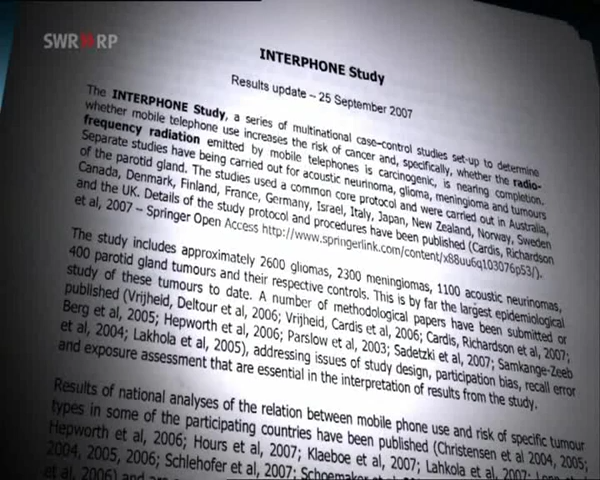 SWR RP
INTERPHONE Study
Results update – 25 September 2007
The INTERPHONE Study, a series of multinational case-control studies set-up to determine
whether mobile telephone use increases the risk of cancer and, specifically, whether the radio-
frequency radiation emitted by mobile telephones is carcinogenic, is nearing completion.
Separate studies have being carried out for acoustic neurinoma, glioma, meningioma and tumours
of the parotid gland. The studies used a common core protocol and were carried out in Australia,
Canada, Denmark, Finland, France, Germany, Israel, Italy, Japan, New Zealand, Norway, Sweden
and the UK. Details of the study protocol and procedures have been published (Cardis, Richardson
et al, 2007 – Springer Open Access http://www.springerlink.com/content/x88uu6q103076p53/).
The study includes approximately 2600 gliomas, 2300 meningiomas, 1100 acoustic neurinomas,
400 parotid gland tumours and their respective controls. This is by far the largest epidemiological
study of these tumours to date. A number of methodological papers have been submitted or
published (Vrijheid, Deltour et al, 2006; Vrijheid, Cardis et al, 2006; Cardis, Richardson et al, 2007;
Berg et al, 2005; Hepworth et al, 2006; Parslow et al, 2003; Sadetzki et al, 2007; Samkange-Zeeb
et al, 2004; Lakhola et al, 2005), addressing issues of study design, participation bias, recall error
and exposure assessment that are essential in the interpretation of results from the study.
Results of national analyses of the relation between mobile phone use and risk of specific tumour
types in some of the participating countries have been published (Christensen et al 2004, 2005;
Hepworth et al, 2006; Hours et al, 2007; Klaeboe et al, 2007; Lahkola et al, 2007;
2004, 2005, 2006; Schlehofer et al, 2007; Schoemaker
et al, 2006) and are